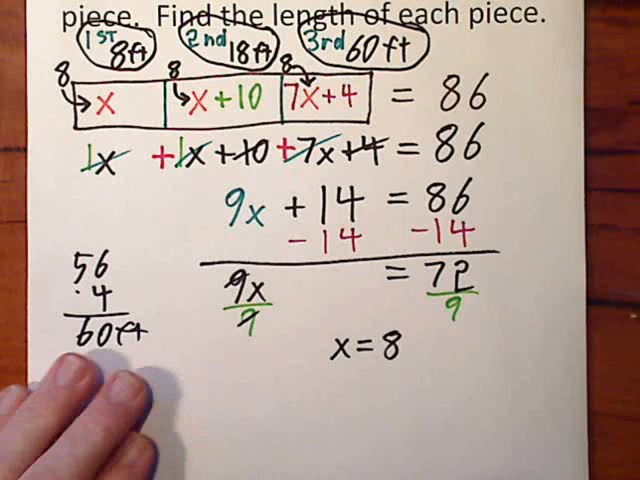 piece. Find the length of each piece.
1ST 8ft 2nd 18ft 3rd 60ft
8 8 8
x x +10 7x+4 = 86
1x +1x +10 +7x +4 = 86
9x + 14 = 86
- 14 - 14
9x = 72
9 9
x = 8
56
4
60ft